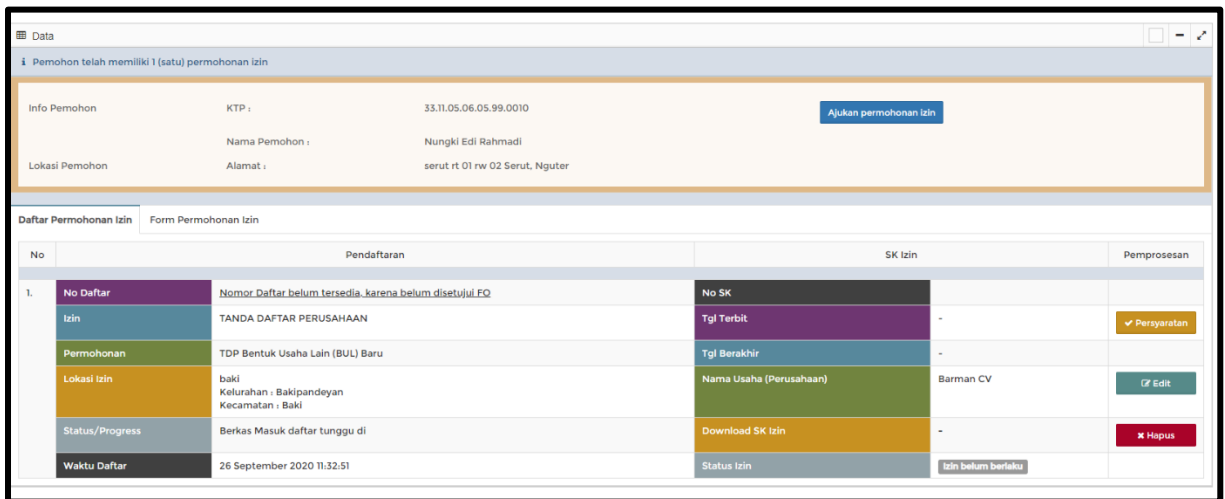 Data
i Pemohon telah memiliki 1 (satu) permohonan izin
Info Pemohon KTP : 33.11.05.06.05.99.0010 Ajukan permohonan izin
Nama Pemohon : Nungki Edi Rahmadi
Lokasi Pemohon Alamat : serut rt 01 rw 02 Serut, Nguter
Daftar Permohonan Izin Form Permohonan Izin
No Pendaftaran SK Izin Pemprosesan
1. No Daftar Nomor Daftar belum tersedia, karena belum disetujui FO No SK
Izin TANDA DAFTAR PERUSAHAAN Tgl Terbit - Persyaratan
Permohonan TDP Bentuk Usaha Lain (BUL) Baru Tgl Berakhir -
Lokasi Izin baki Nama Usaha (Perusahaan) Barman CV Edit
Kelurahan : Bakipandeyan
Kecamatan : Baki
Status/Progress Berkas Masuk daftar tunggu di Download SK Izin - Hapus
Waktu Daftar 26 September 2020 11:32:51 Status Izin Izin belum berlaku